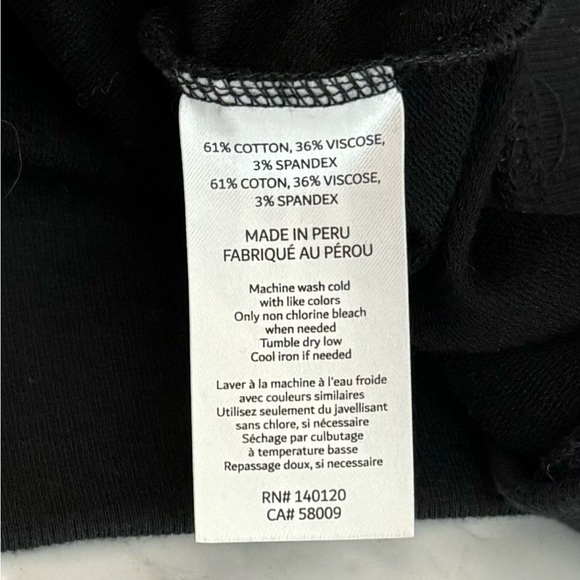 61% COTTON, 36% VISCOSE,
3% SPANDEX
61% COTON, 36% VISCOSE,
3% SPANDEX
MADE IN PERU
FABRIQUÉ AU PÉROU
Machine wash cold
with like colors
Only non chlorine bleach
when needed
Tumble dry low
Cool iron if needed
Laver à la machine à l'eau froide
avec couleurs similaires
Utilisez seulement du javellisant
sans chlore, si nécessaire
Séchage par culbutage
à temperature basse
Repassage doux, si necessaire
RN# 140120
CA# 58009